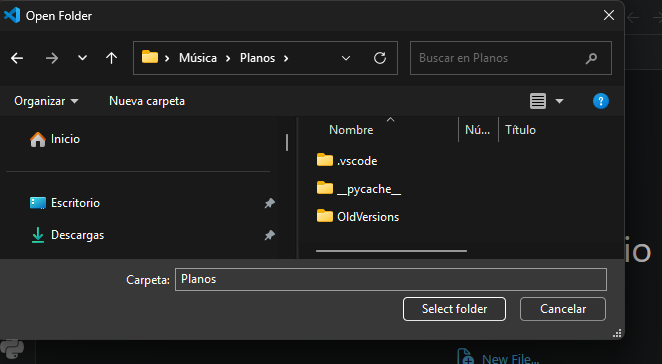 Open Folder
Música Planos
Buscar en Planos
Organizar
Nueva carpeta
Inicio
Escritorio
Descargas
Nombre
Nú...
Título
.vscode
__pycache__
OldVersions
io
Carpeta:
Planos
Select folder
Cancelar
New File...